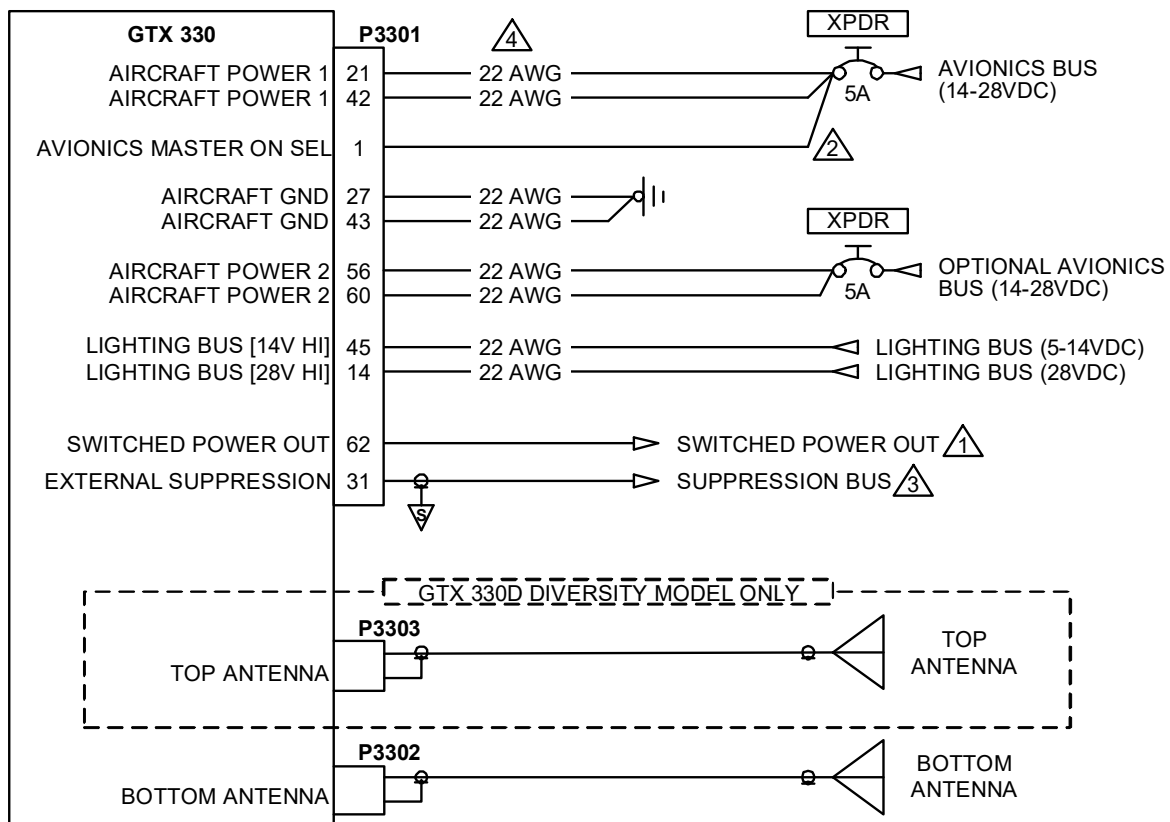 GTX 330 P3301 4 XPDR
AIRCRAFT POWER 1 21 22 AWG AVIONICS BUS
AIRCRAFT POWER 1 42 22 AWG 5A (14-28VDC)
AVIONICS MASTER ON SEL 1 2
AIRCRAFT GND 27 22 AWG
AIRCRAFT GND 43 22 AWG XPDR
AIRCRAFT POWER 2 56 22 AWG OPTIONAL AVIONICS
AIRCRAFT POWER 2 60 22 AWG 5A BUS (14-28VDC)
LIGHTING BUS [14V HI] 45 22 AWG LIGHTING BUS (5-14VDC)
LIGHTING BUS [28V HI] 14 22 AWG LIGHTING BUS (28VDC)
SWITCHED POWER OUT 62 SWITCHED POWER OUT 1
EXTERNAL SUPPRESSION 31 SUPPRESSION BUS 3
S
GTX 330D DIVERSITY MODEL ONLY
P3303
TOP ANTENNA TOP
ANTENNA
P3302
BOTTOM ANTENNA BOTTOM
ANTENNA